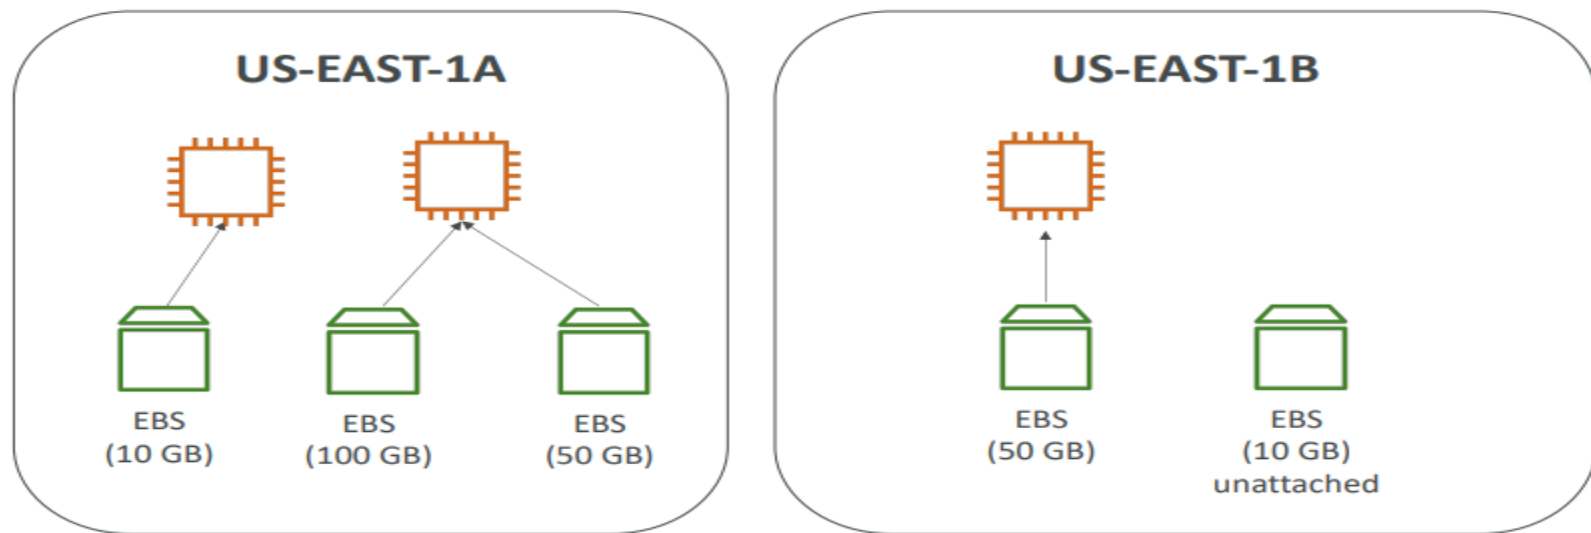 US-EAST-1A
EBS
(10 GB)
EBS
(100 GB)
EBS
(50 GB)
US-EAST-1B
EBS
(50 GB)
EBS
(10 GB)
unattached